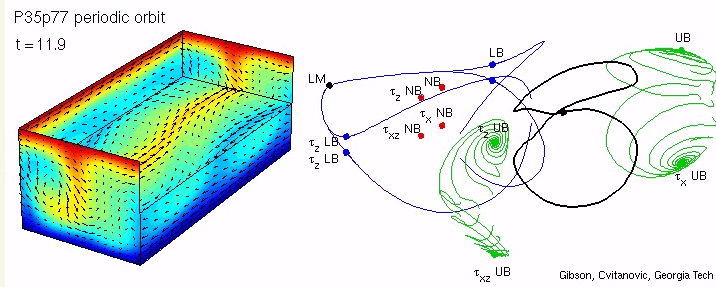 P35p77 periodic orbit
t = 11.9
LM
LB
UB
NB
τz NB
τx NB
τxz NB
τz UB
τz LB
τz LB
τx UB
τxz UB
Gibson, Cvitanovic, Georgia Tech